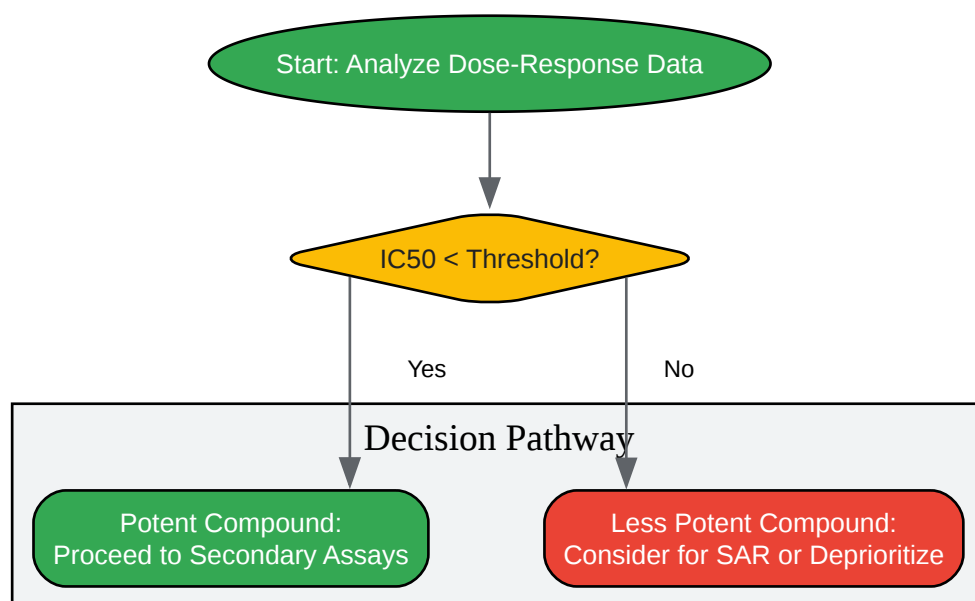 Start: Analyze Dose-Response Data
IC50 < Threshold?
Yes
No
Decision Pathway
Potent Compound:
Proceed to Secondary Assays
Less Potent Compound:
Consider for SAR or Deprioritize